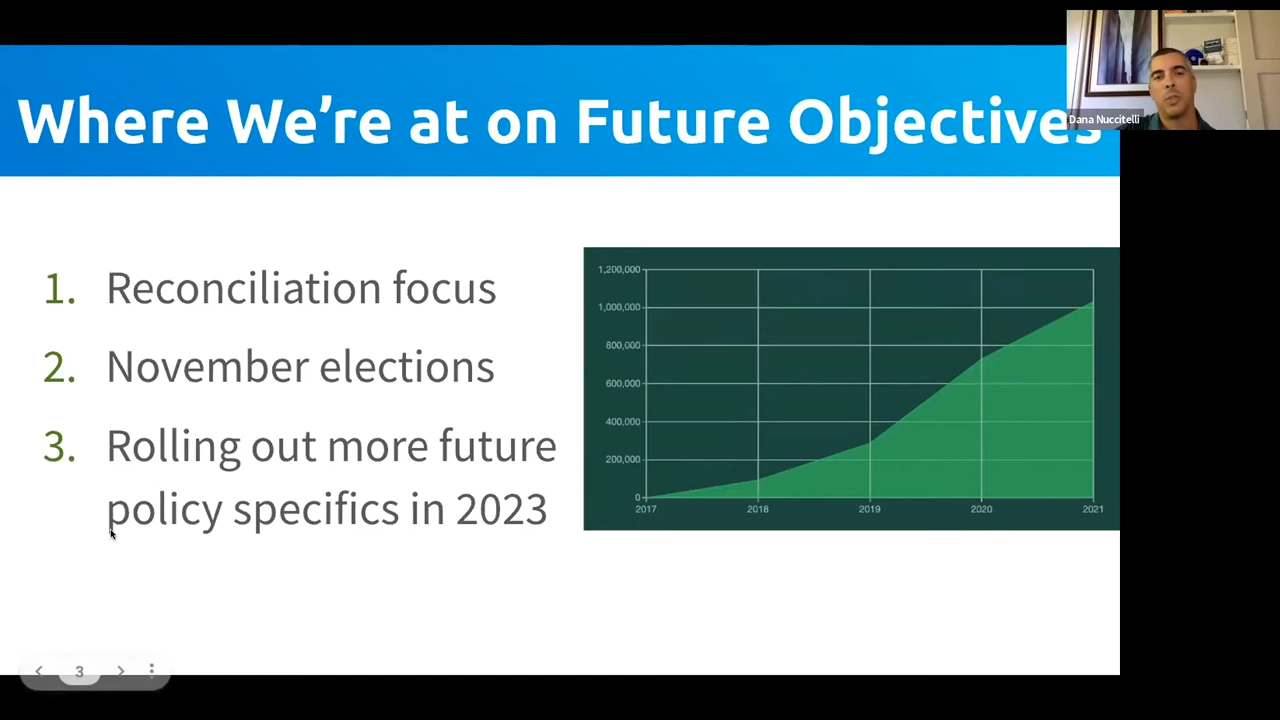 Where We’re at on Future Objectives
Dana Nuccitelli
1. Reconciliation focus
2. November elections
3. Rolling out more future
policy specifics in 2023
1,200,000
1,000,000
800,000
600,000
400,000
200,000
0
2017 2018 2019 2020 2021
3